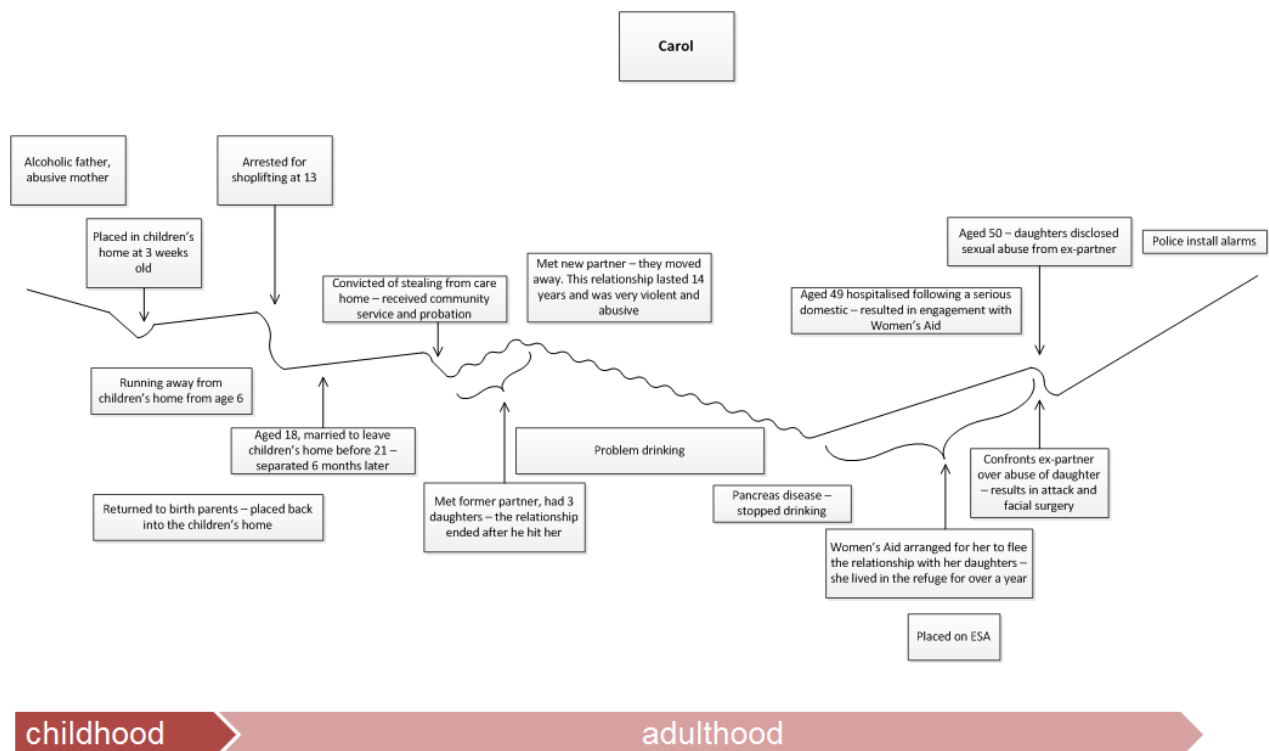 Carol
Alcoholic father,
abusive mother
Arrested for
shoplifting at 13
Placed in children’s
home at 3 weeks
old
Running away from
children’s home from age 6
Aged 18, married to leave
children’s home before 21 –
separated 6 months later
Returned to birth parents – placed back
into the children’s home
Convicted of stealing from care
home – received community
service and probation
Met new partner – they moved
away. This relationship lasted 14
years and was very violent and
abusive
Met former partner, had 3
daughters – the relationship
ended after he hit her
Problem drinking
Pancreas disease –
stopped drinking
Aged 49 hospitalised following a serious
domestic – resulted in engagement with
Women’s Aid
Aged 50 – daughters disclosed
sexual abuse from ex-partner
Police install alarms
Confronts ex-partner
over abuse of daughter
– results in attack and
facial surgery
Women’s Aid arranged for her to flee
the relationship with her daughters –
she lived in the refuge for over a year
Placed on ESA
childhood
adulthood